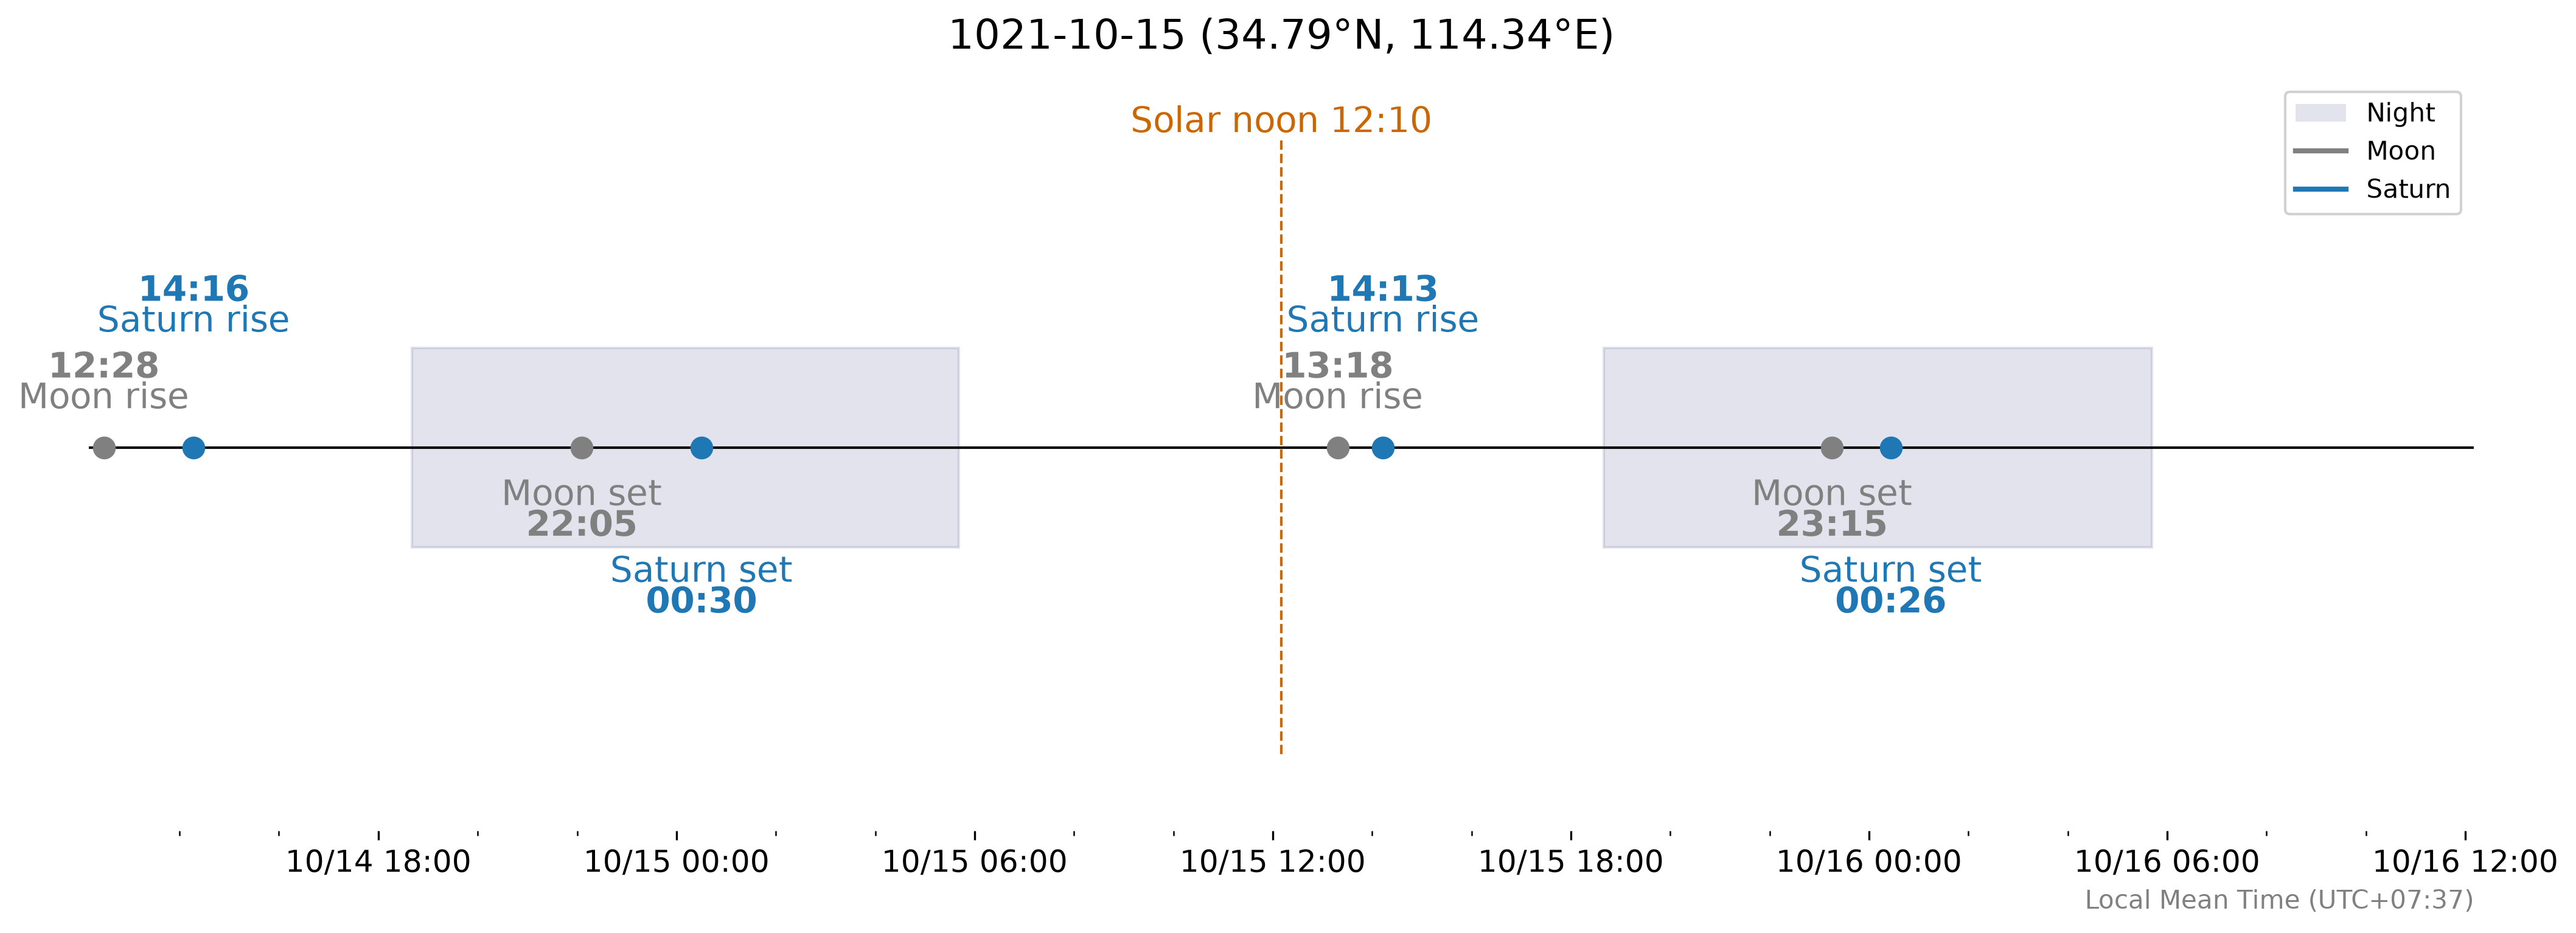 1021-10-15 (34.79°N, 114.34°E)
Solar noon 12:10
Night
Moon
Saturn
14:16
Saturn rise
14:13
Saturn rise
12:28
Moon rise
13:18
Moon rise
Moon set
22:05
Moon set
23:15
Saturn set
00:30
Saturn set
00:26
10/14 18:00
10/15 00:00
10/15 06:00
10/15 12:00
10/15 18:00
10/16 00:00
10/16 06:00
10/16 12:00
Local Mean Time (UTC+07:37)